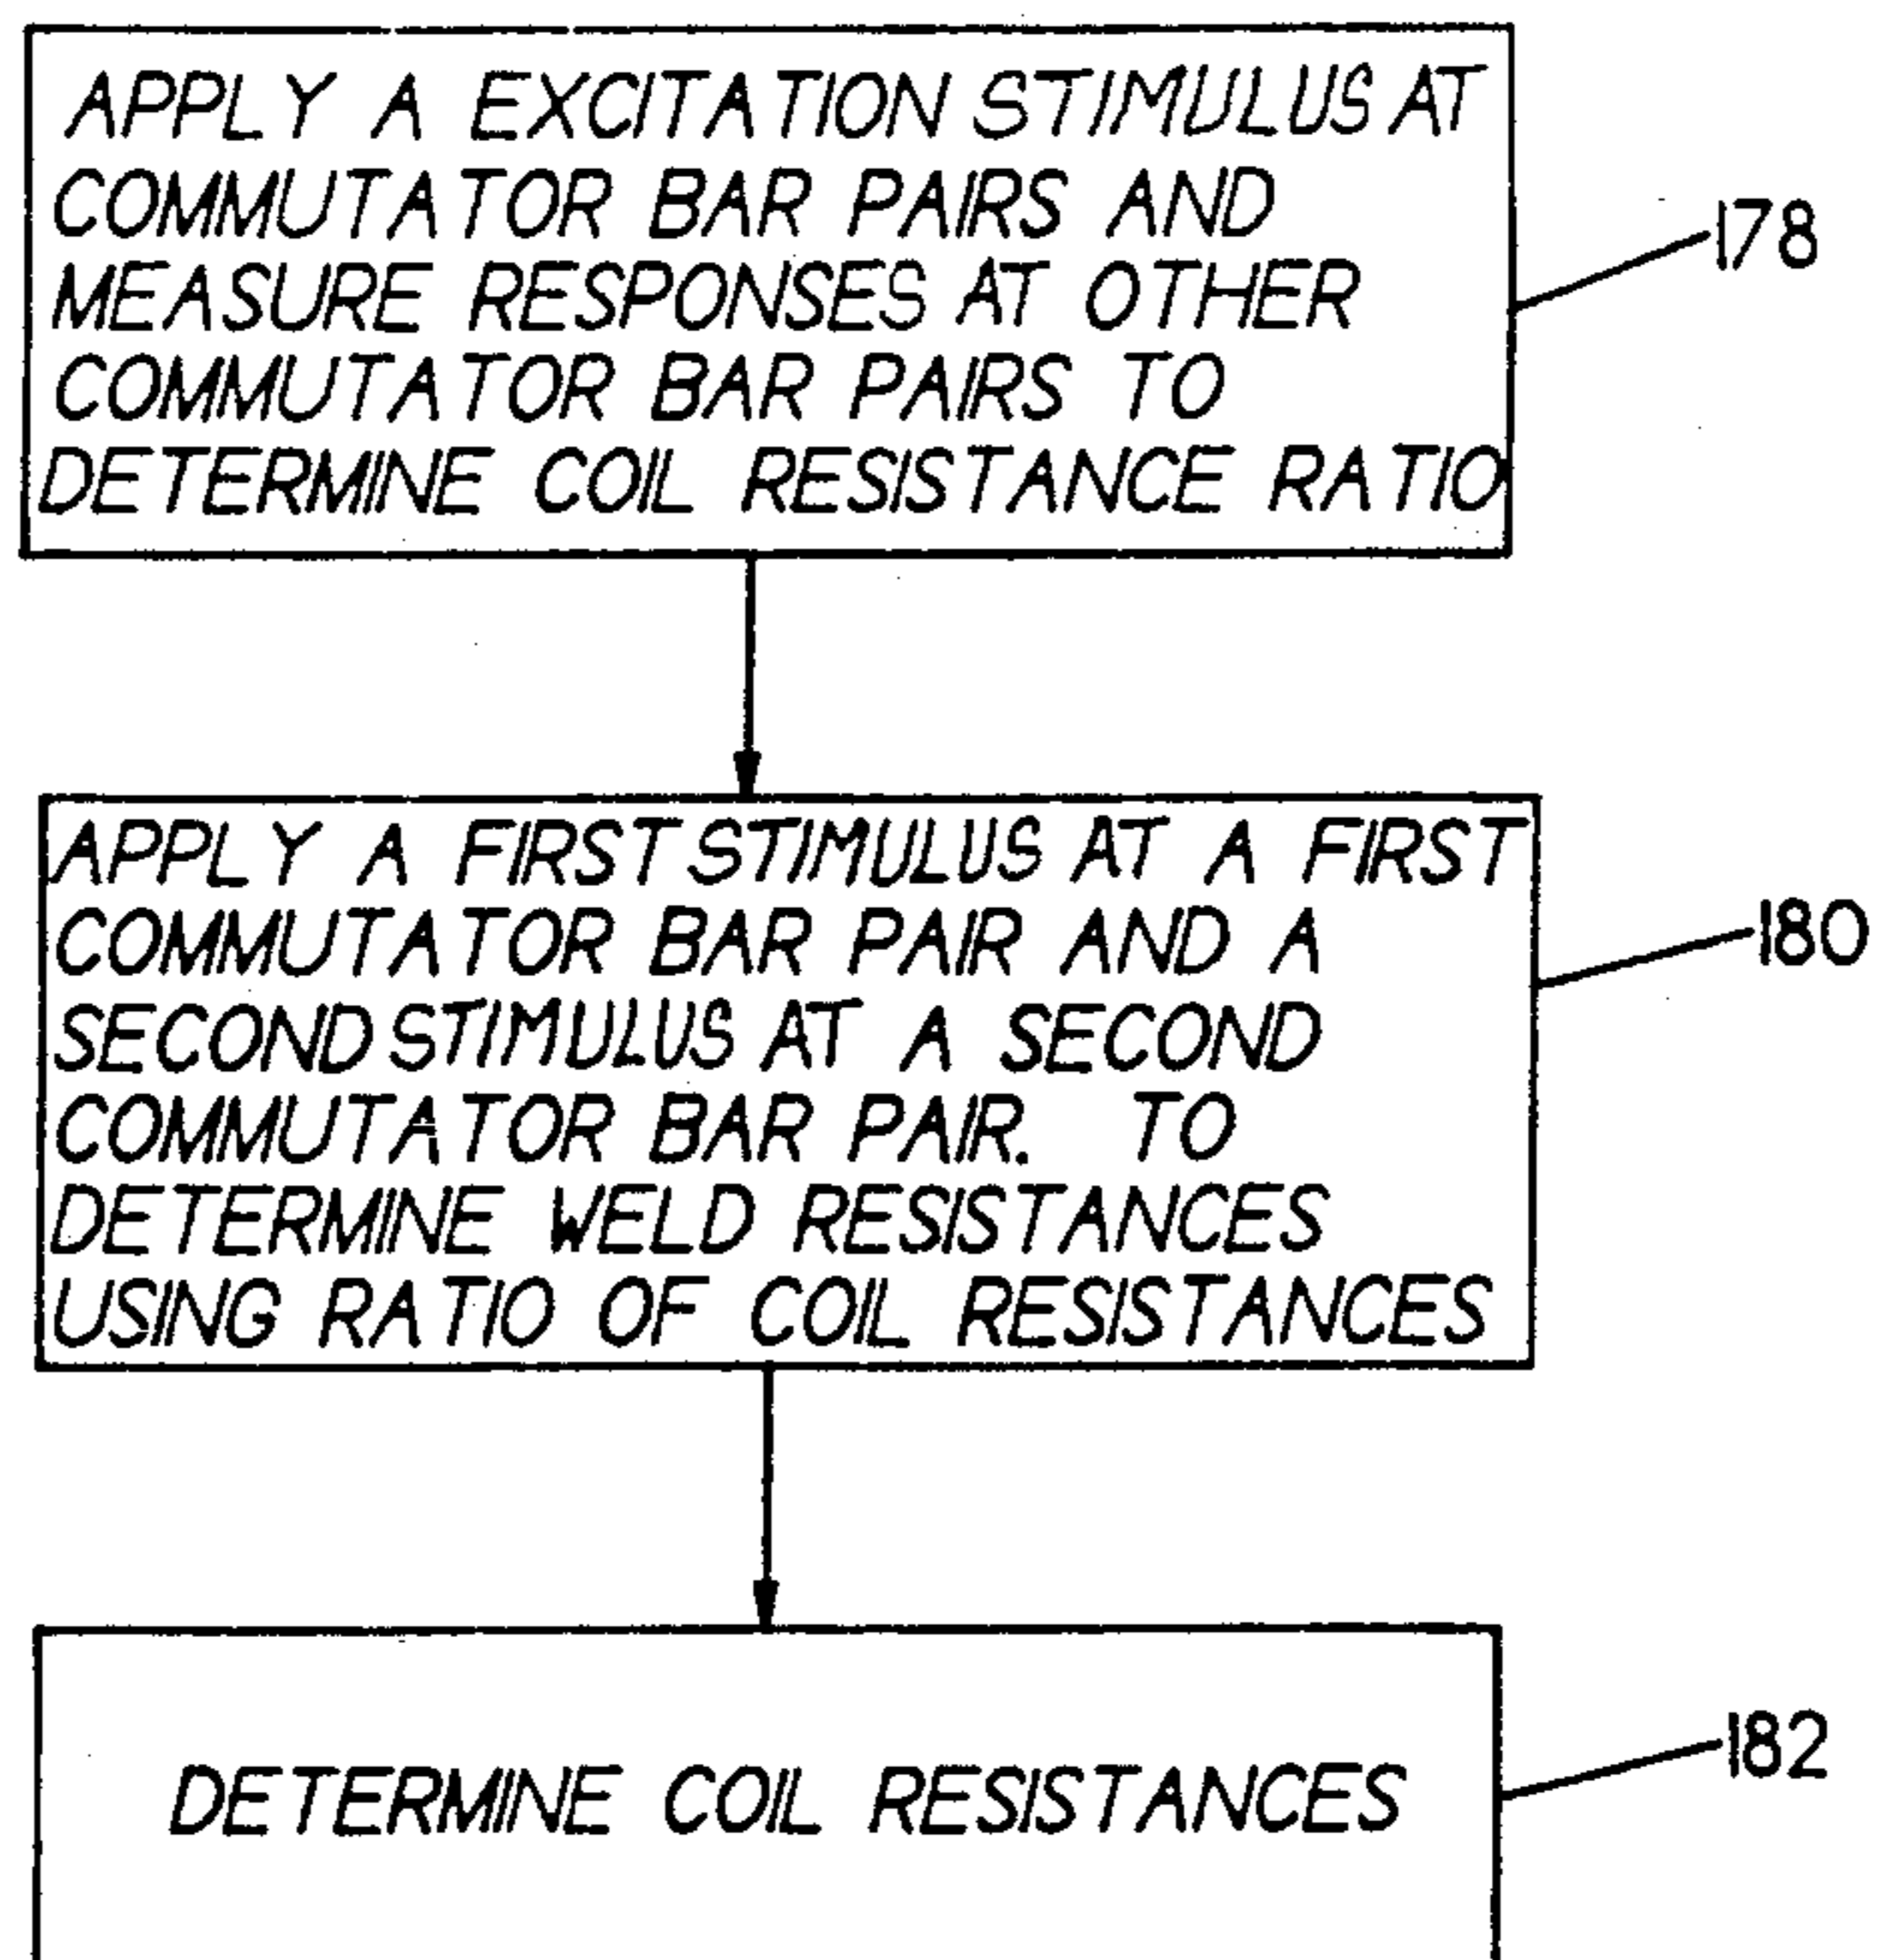 APPLY A EXCITATION STIMULUS AT
COMMUTATOR BAR PAIRS AND
MEASURE RESPONSES AT OTHER
COMMUTATOR BAR PAIRS TO
DETERMINE COIL RESISTANCE RATIO
178
APPLY A FIRST STIMULUS AT A FIRST
COMMUTATOR BAR PAIR AND A
SECOND STIMULUS AT A SECOND
COMMUTATOR BAR PAIR. TO
DETERMINE WELD RESISTANCES
USING RATIO OF COIL RESISTANCES
180
DETERMINE COIL RESISTANCES
182